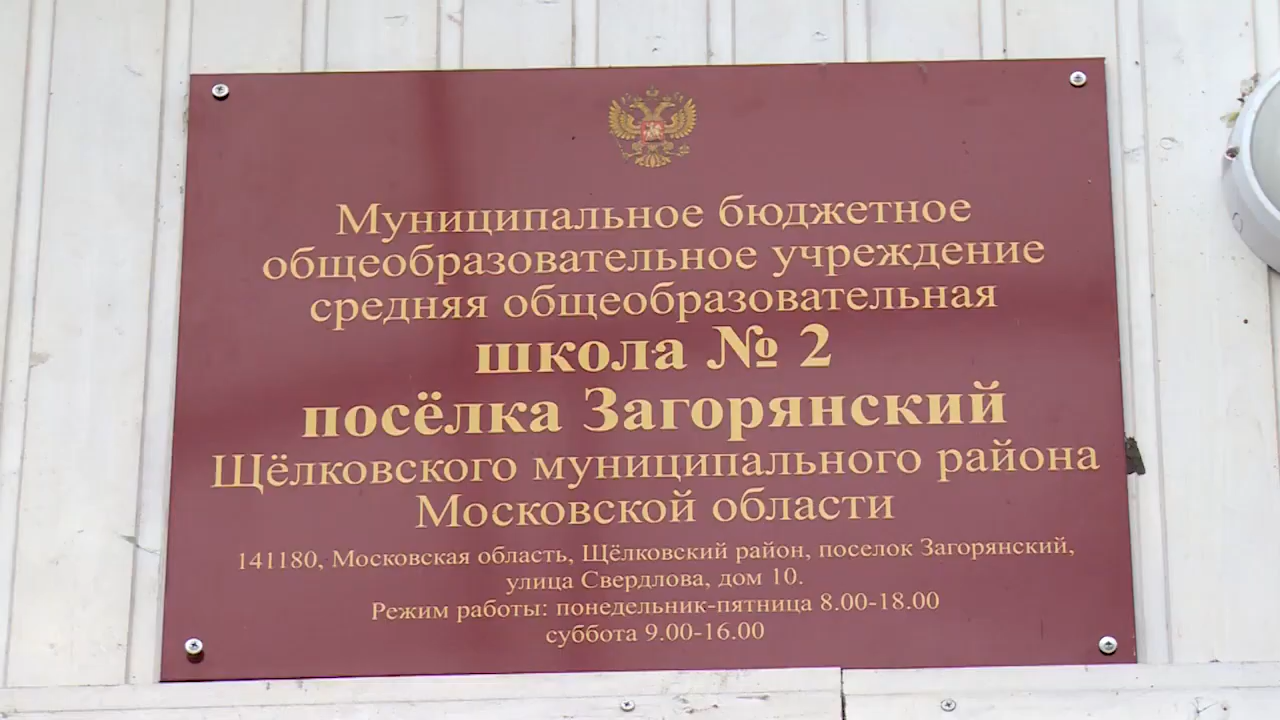 Муниципальное бюджетное
общеобразовательное учреждение
средняя общеобразовательная
школа № 2
посёлка Загорянский
Щёлковского муниципального района
Московской области
141180, Московская область, Щёлковский район, поселок Загорянский,
улица Свердлова, дом 10.
Режим работы: понедельник-пятница 8.00-18.00
суббота 9.00-16.00